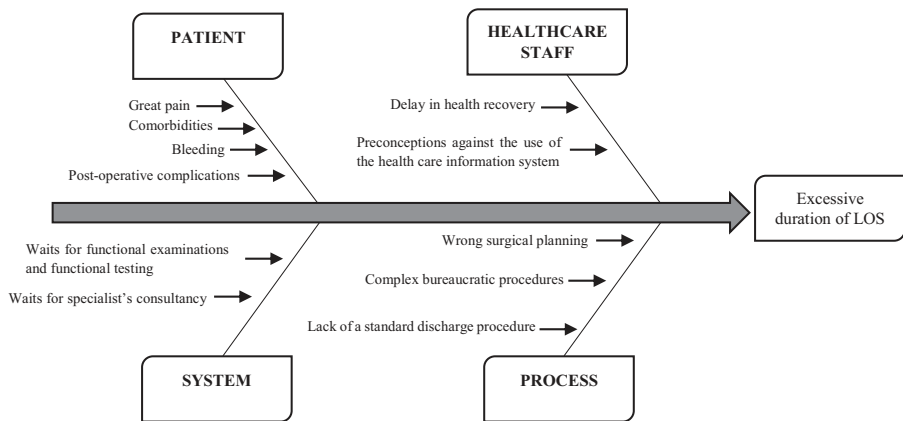 PATIENT
HEALTHCARE
STAFF
Great pain
Comorbidities
Bleeding
Post-operative complications
Delay in health recovery
Preconceptions against the use of
the health care information system
Excessive
duration of LOS
Waits for functional examinations
and functional testing
Waits for specialist's consultancy
Wrong surgical planning
Complex bureaucratic procedures
Lack of a standard discharge procedure
SYSTEM
PROCESS